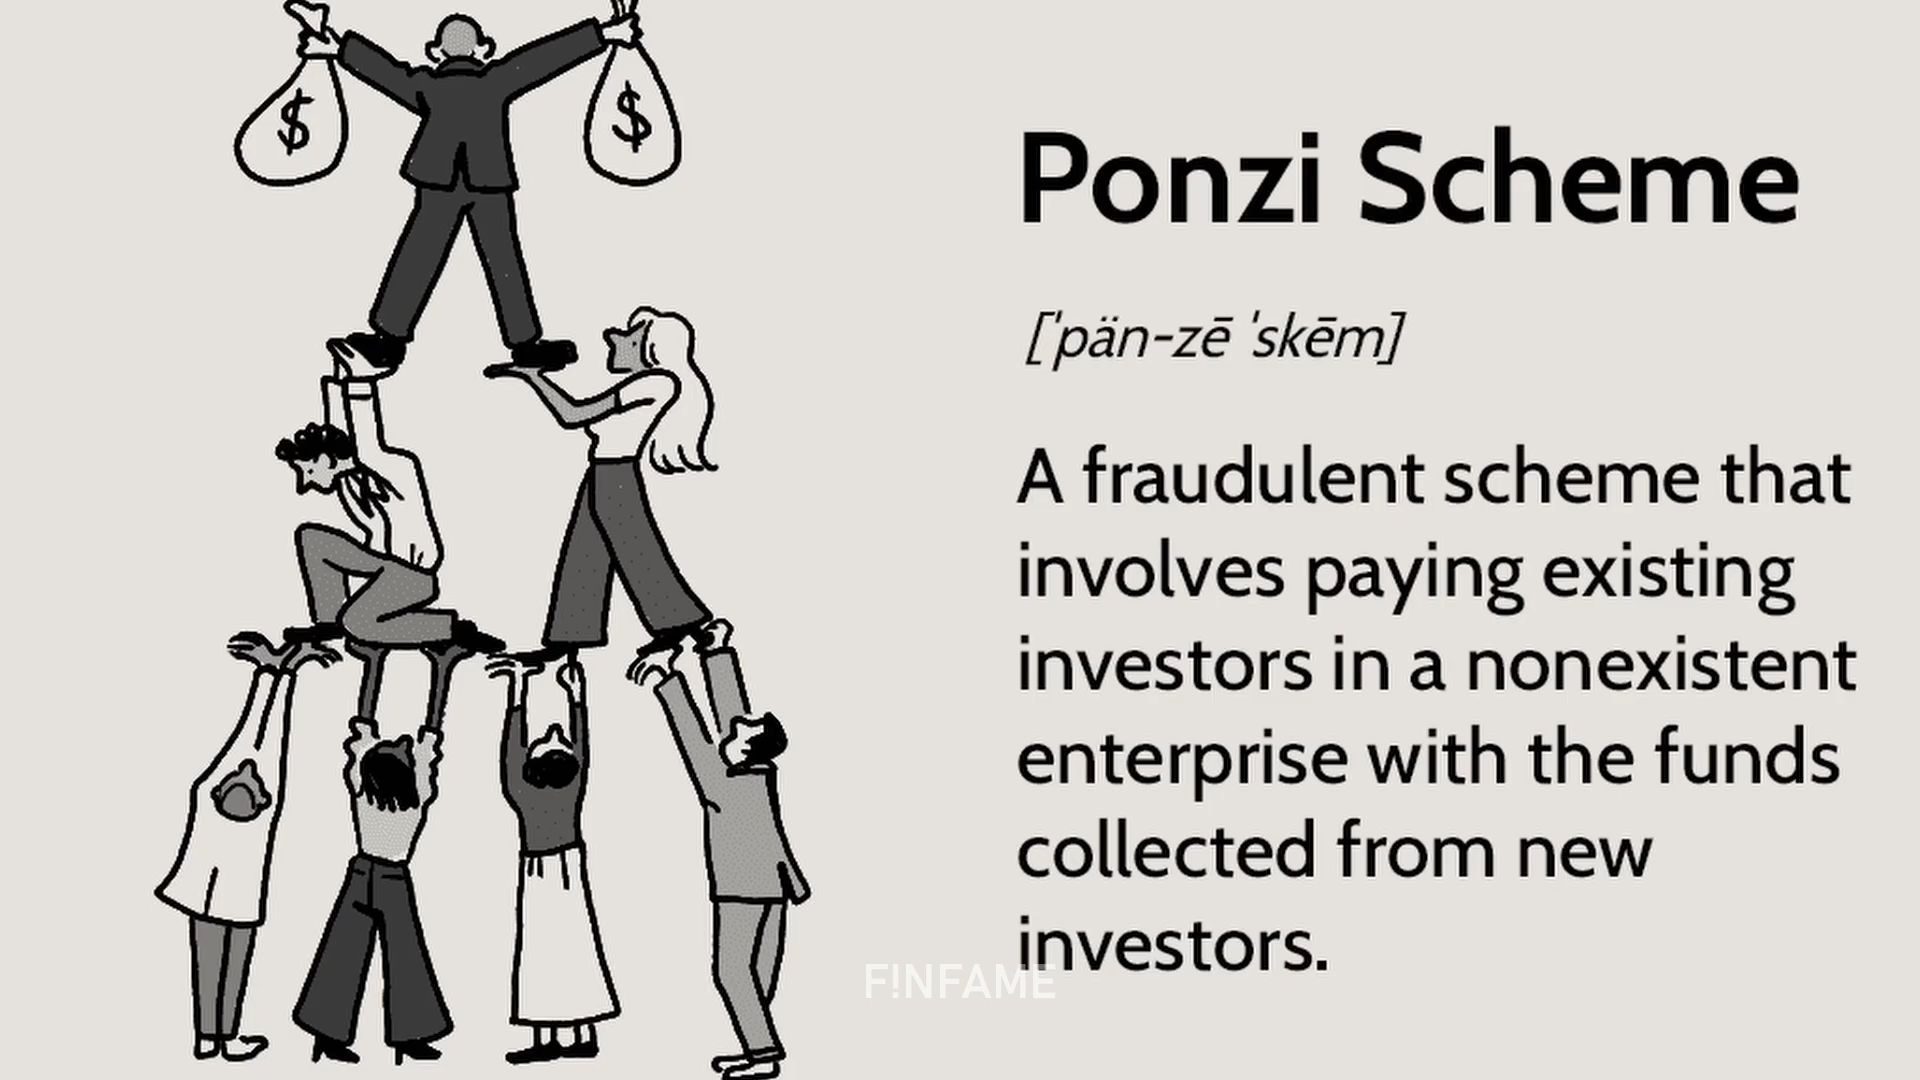 $ $
Ponzi Scheme
[ˈpän-zē ˈskēm]
A fraudulent scheme that
involves paying existing
investors in a nonexistent
enterprise with the funds
collected from new
investors.
F!NFAME